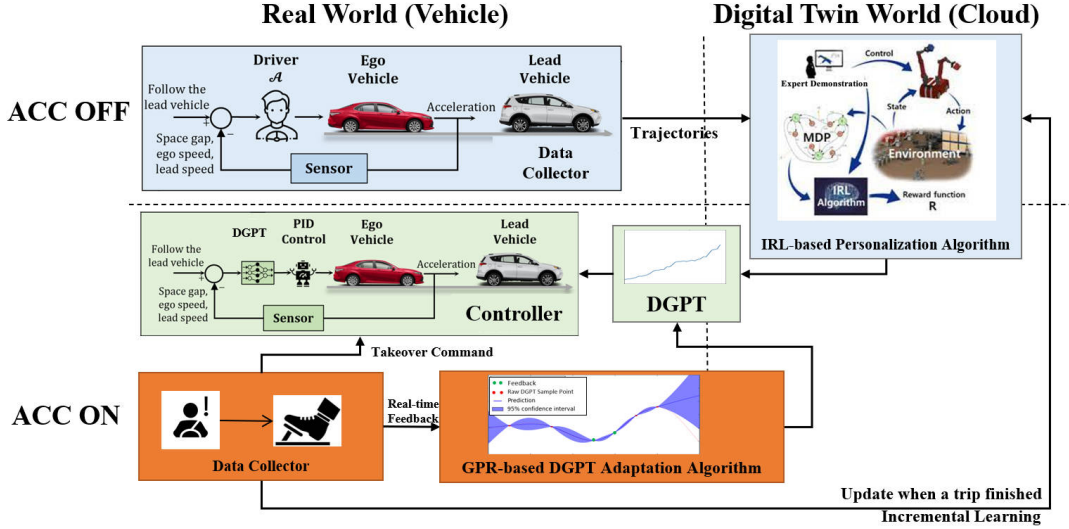 Real World (Vehicle)
Digital Twin World (Cloud)
ACC OFF
Driver
𝒜
Ego
Vehicle
Lead
Vehicle
Follow the
lead vehicle
+
−
Space gap,
ego speed,
lead speed
Acceleration
Sensor
Data
Collector
Trajectories
Control
Expert Demonstration
State
Action
MDP
Environment
IRL
Algorithm
Reward function
R
IRL-based Personalization Algorithm
DGPT
PID
Control
Ego
Vehicle
Lead
Vehicle
Follow the
lead vehicle
+
−
Space gap,
ego speed,
lead speed
Acceleration
Sensor
Controller
DGPT
Takeover Command
ACC ON
!
Data Collector
Real-time
Feedback
Feedback
Raw DGPT Sample Point
Prediction
95% confidence interval
GPR-based DGPT Adaptation Algorithm
Update when a trip finished
Incremental Learning